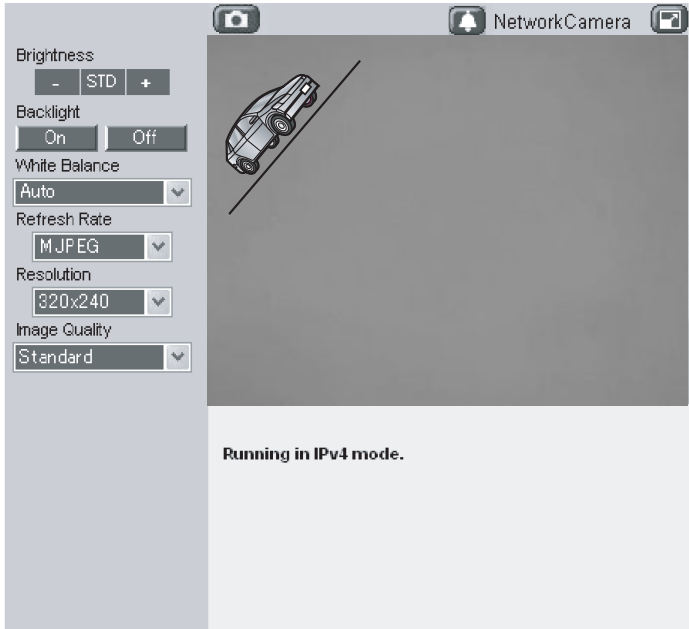 NetworkCamera
Brightness
- STD +
Backlight
On Off
White Balance
Auto
Refresh Rate
MJPEG
Resolution
320x240
Image Quality
Standard
Running in IPv4 mode.